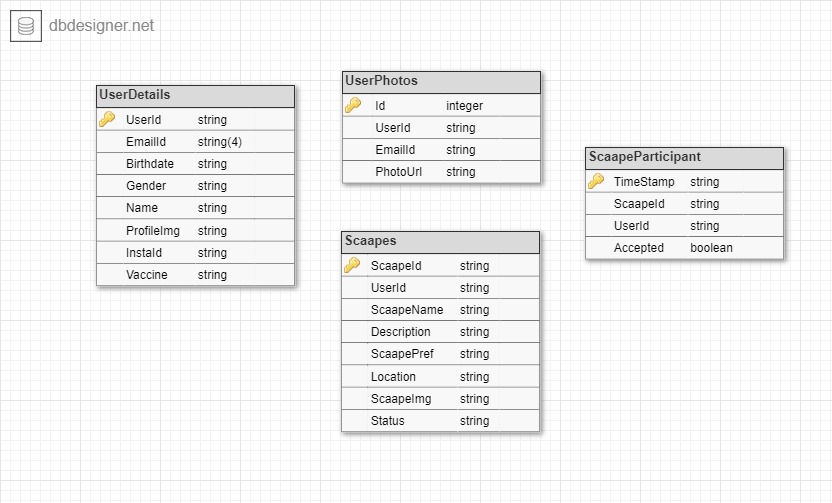 dbdesigner.net
UserDetails
UserId string
EmailId string(4)
Birthdate string
Gender string
Name string
ProfileImg string
InstaId string
Vaccine string
UserPhotos
Id integer
UserId string
EmailId string
PhotoUrl string
Scaapes
ScaapeId string
UserId string
ScaapeName string
Description string
ScaapePref string
Location string
ScaapeImg string
Status string
ScaapeParticipant
TimeStamp string
ScaapeId string
UserId string
Accepted boolean